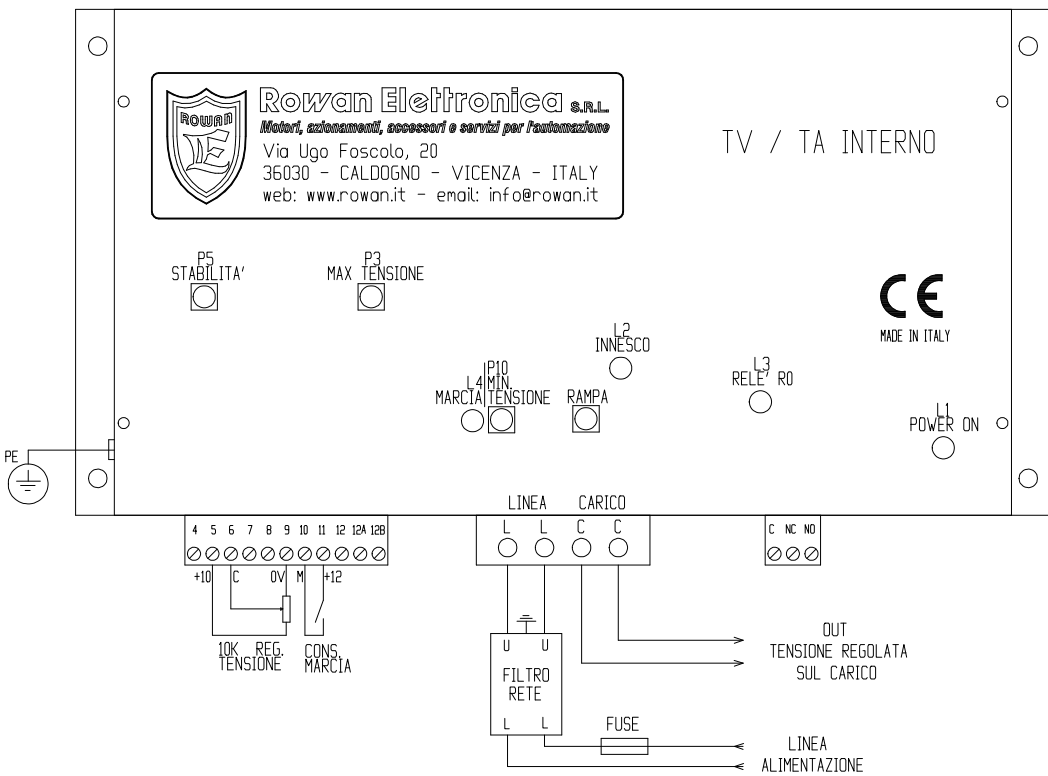 ROWAN
Rowan Elettronica S.R.L.
Motori, azionamenti, accessori e servizi per l'automazione
Via Ugo Foscolo, 20
36030 - CALDOGNO - VICENZA - ITALY
web: www.rowan.it - email: info@rowan.it
TV / TA INTERNO
P5
STABILITA'
P3
MAX TENSIONE
CE
MADE IN ITALY
L2
INNESCO
L3
RELE' RO
L4
MARCIA
P10
MIN.
TENSIONE
RAMPA
L1
POWER ON
PE
LINEA CARICO
4 5 6 7 8 9 10 11 12 12A 12B
L L C C
C NC NO
+10 C 0V M +12
10K REG.
TENSIONE
CONS.
MARCIA
U U
FILTRO
RETE
L L
FUSE
OUT
TENSIONE REGOLATA
SUL CARICO
LINEA
ALIMENTAZIONE